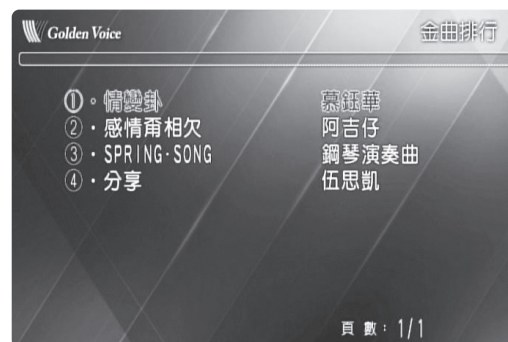 Golden Voice 金曲排行
①。情變卦 慕鈺華
②·感情甭相欠 阿吉仔
③·SPRING·SONG 鋼琴演奏曲
④·分享 伍思凱
頁數：1/1